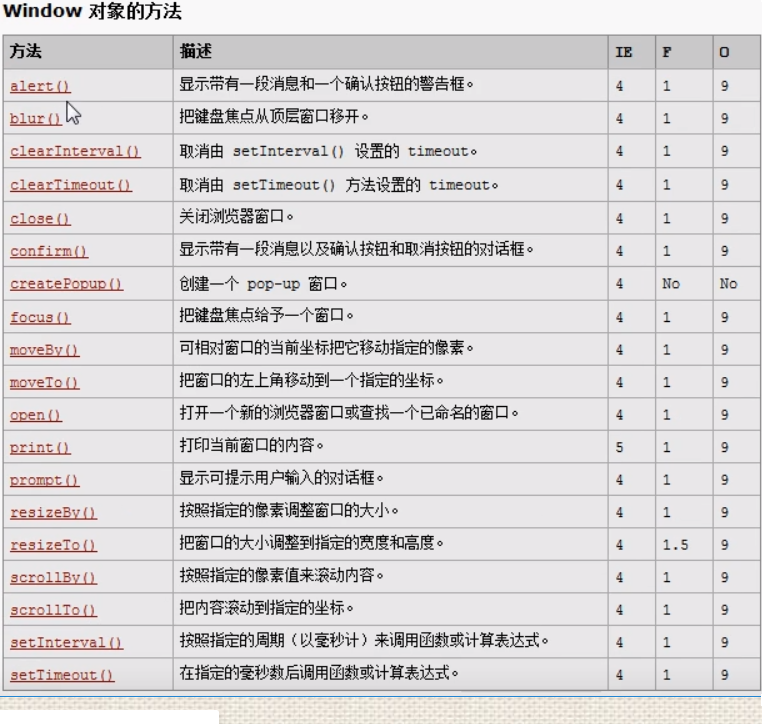 Window 对象的方法
方法 描述 IE F O
alert() 显示带有一段消息和一个确认按钮的警告框。 4 1 9
blur() 把键盘焦点从顶层窗口移开。 4 1 9
clearInterval() 取消由 setInterval() 设置的 timeout。 4 1 9
clearTimeout() 取消由 setTimeout() 方法设置的 timeout。 4 1 9
close() 关闭浏览器窗口。 4 1 9
confirm() 显示带有一段消息以及确认按钮和取消按钮的对话框。 4 1 9
createPopup() 创建一个 pop-up 窗口。 4 No No
focus() 把键盘焦点给予一个窗口。 4 1 9
moveBy() 可相对窗口的当前坐标把它移动指定的像素。 4 1 9
moveTo() 把窗口的左上角移动到一个指定的坐标。 4 1 9
open() 打开一个新的浏览器窗口或查找一个已命名的窗口。 4 1 9
print() 打印当前窗口的内容。 5 1 9
prompt() 显示可提示用户输入的对话框。 4 1 9
resizeBy() 按照指定的像素调整窗口的大小。 4 1 9
resizeTo() 把窗口的大小调整到指定的宽度和高度。 4 1.5 9
scrollBy() 按照指定的像素值来滚动内容。 4 1 9
scrollTo() 把内容滚动到指定的坐标。 4 1 9
setInterval() 按照指定的周期（以毫秒计）来调用函数或计算表达式。 4 1 9
setTimeout() 在指定的毫秒数后调用函数或计算表达式。 4 1 9